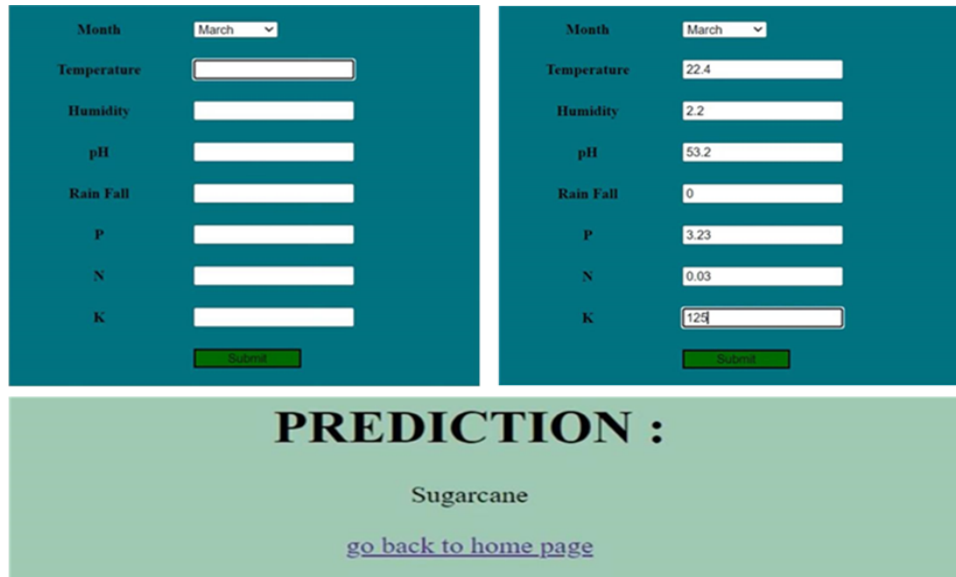 Month March
Temperature
Humidity
pH
Rain Fall
P
N
K
Submit
Month March
Temperature 22.4
Humidity 2.2
pH 53.2
Rain Fall 0
P 3.23
N 0.03
K 125
Submit
PREDICTION :
Sugarcane
go back to home page